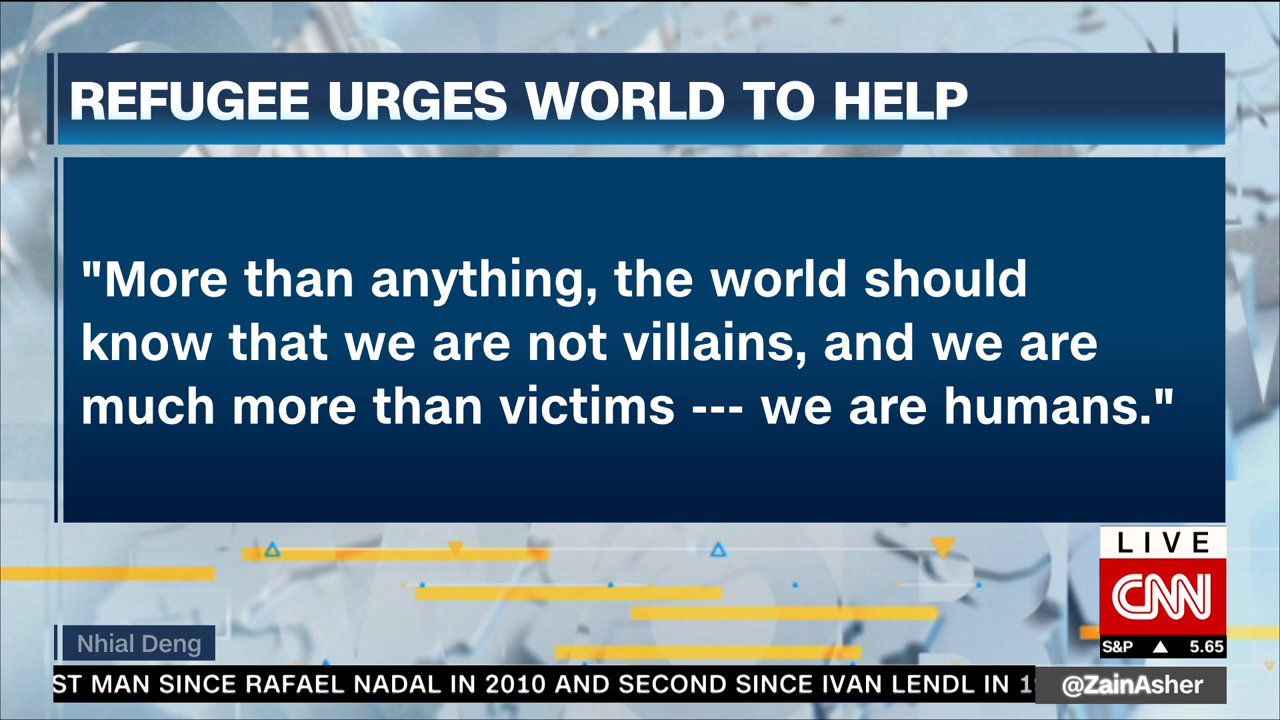 REFUGEE URGES WORLD TO HELP
"More than anything, the world should
know that we are not villains, and we are
much more than victims --- we are humans."
LIVE
CNN
Nhial Deng
S&P ▲ 5.65
ST MAN SINCE RAFAEL NADAL IN 2010 AND SECOND SINCE IVAN LENDL IN 1
@ZainAsher